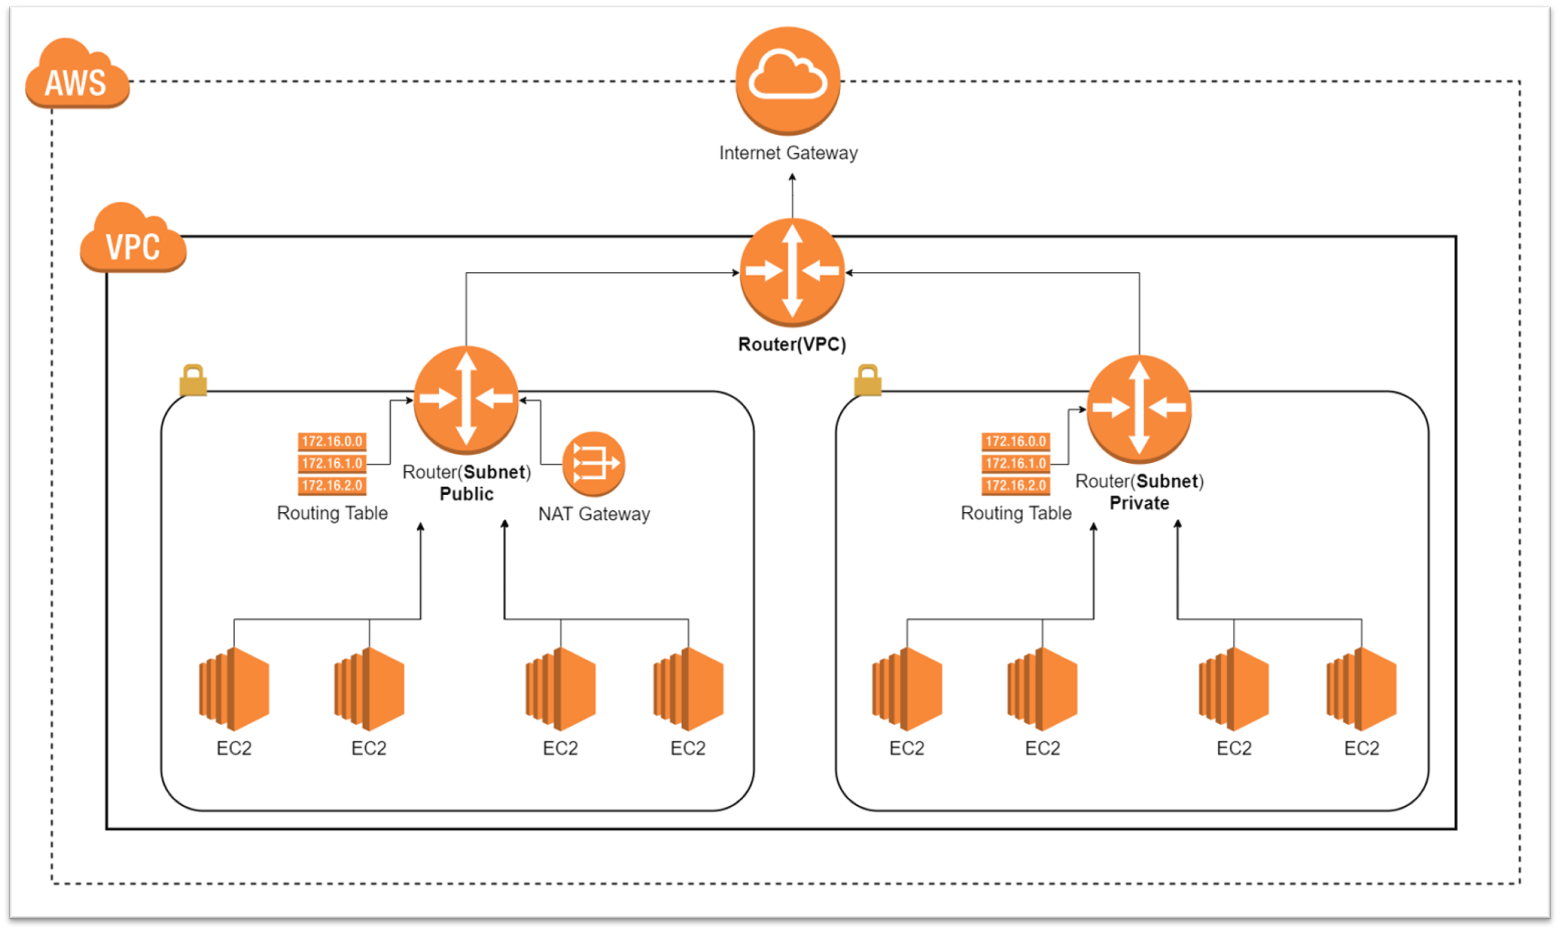 AWS
Internet Gateway
VPC
Router(VPC)
172.16.0.0
172.16.1.0
172.16.2.0
Routing Table
Router(Subnet)
Public
NAT Gateway
172.16.0.0
172.16.1.0
172.16.2.0
Routing Table
Router(Subnet)
Private
EC2
EC2
EC2
EC2
EC2
EC2
EC2
EC2